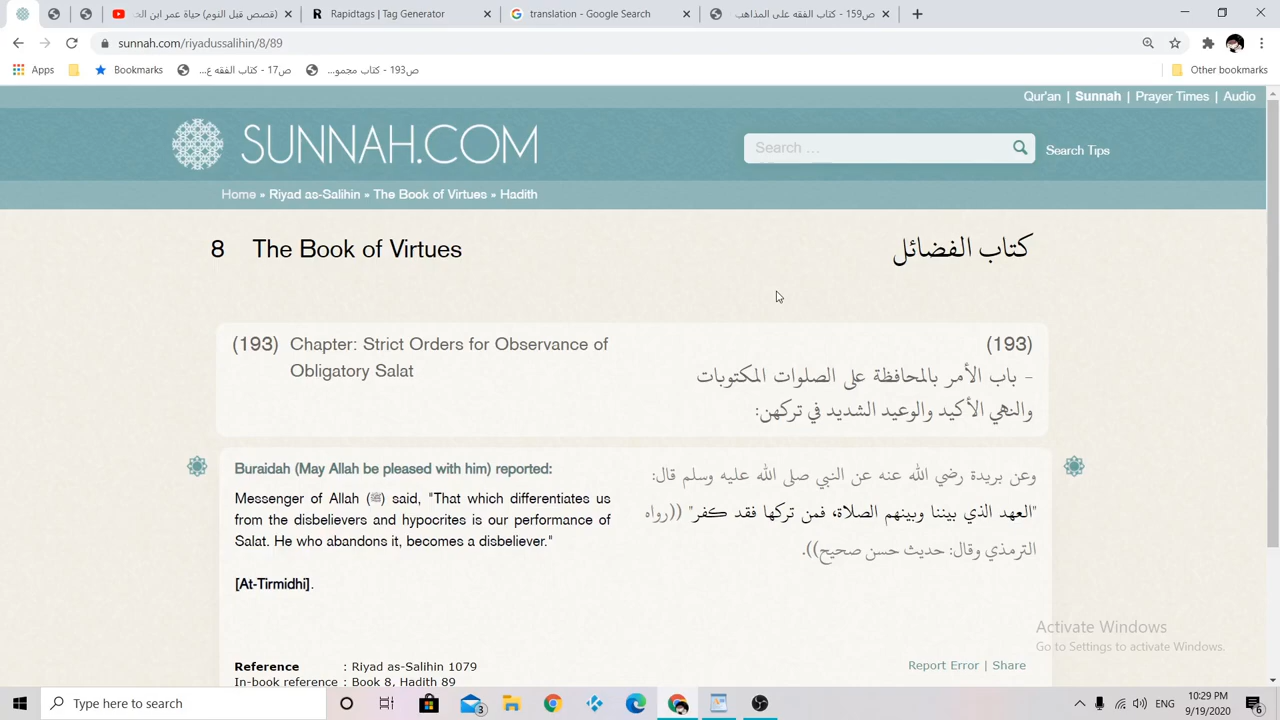 (قصص قبل النوم) حياة عمر ابن الخ
Rapidtags | Tag Generator
translation - Google Search
ص159 - كتاب الفقه على المذاهب
sunnah.com/riyadussalihin/8/89
Apps
Bookmarks
ص17 - كتاب الفقه ع...
ص193 - كتاب مجمو...
Other bookmarks
Qur'an | Sunnah | Prayer Times | Audio
SUNNAH.COM
Search …
Search Tips
Home » Riyad as-Salihin » The Book of Virtues » Hadith
8 The Book of Virtues
كتاب الفضائل
(193) Chapter: Strict Orders for Observance of
Obligatory Salat
(193)
- باب الأمر بالمحافظة على الصلوات المكتوبات
والنهي الأكيد والوعيد الشديد في تركهن:
Buraidah (May Allah be pleased with him) reported:
Messenger of Allah (ﷺ) said, "That which differentiates us
from the disbelievers and hypocrites is our performance of
Salat. He who abandons it, becomes a disbeliever."
[At-Tirmidhi].
وعن بريدة رضي الله عنه عن النبي صلى الله عليه وسلم قال:
"العهد الذي بيننا وبينهم الصلاة، فمن تركها فقد كفر" ((رواه
الترمذي وقال: حديث حسن صحيح)).
Activate Windows
Go to Settings to activate Windows.
Reference : Riyad as-Salihin 1079
In-book reference : Book 8, Hadith 89
Report Error | Share
Type here to search
3
ENG
10:29 PM
9/19/2020
6